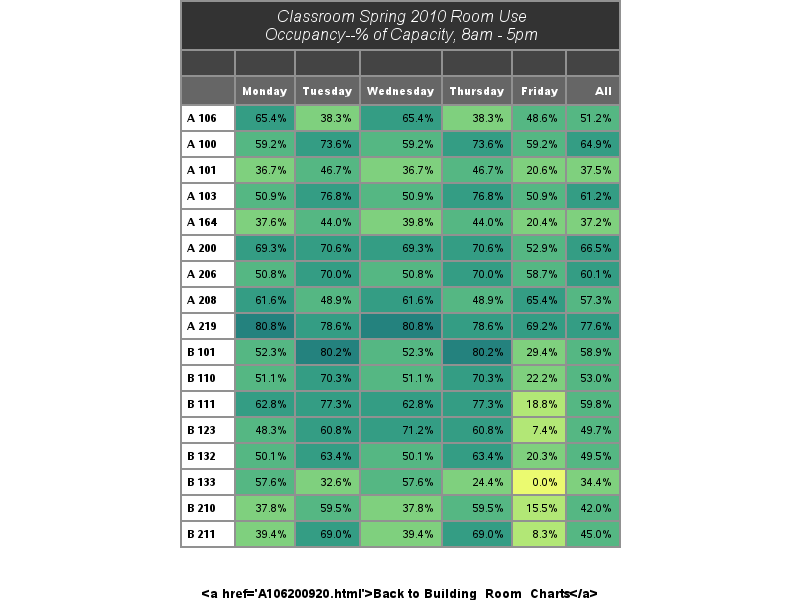 Classroom Spring 2010 Room Use
Occupancy--% of Capacity, 8am - 5pm
Monday Tuesday Wednesday Thursday Friday All
A 106 65.4% 38.3% 65.4% 38.3% 48.6% 51.2%
A 100 59.2% 73.6% 59.2% 73.6% 59.2% 64.9%
A 101 36.7% 46.7% 36.7% 46.7% 20.6% 37.5%
A 103 50.9% 76.8% 50.9% 76.8% 50.9% 61.2%
A 164 37.6% 44.0% 39.8% 44.0% 20.4% 37.2%
A 200 69.3% 70.6% 69.3% 70.6% 52.9% 66.5%
A 206 50.8% 70.0% 50.8% 70.0% 58.7% 60.1%
A 208 61.6% 48.9% 61.6% 48.9% 65.4% 57.3%
A 219 80.8% 78.6% 80.8% 78.6% 69.2% 77.6%
B 101 52.3% 80.2% 52.3% 80.2% 29.4% 58.9%
B 110 51.1% 70.3% 51.1% 70.3% 22.2% 53.0%
B 111 62.8% 77.3% 62.8% 77.3% 18.8% 59.8%
B 123 48.3% 60.8% 71.2% 60.8% 7.4% 49.7%
B 132 50.1% 63.4% 50.1% 63.4% 20.3% 49.5%
B 133 57.6% 32.6% 57.6% 24.4% 0.0% 34.4%
B 210 37.8% 59.5% 37.8% 59.5% 15.5% 42.0%
B 211 39.4% 69.0% 39.4% 69.0% 8.3% 45.0%
<a href='A106200920.html'>Back to Building_Room_Charts</a>